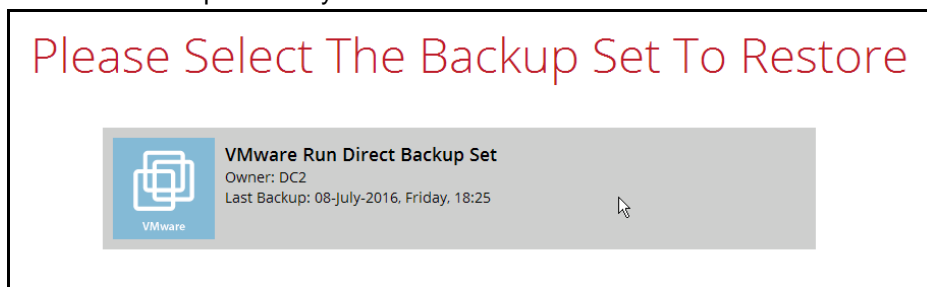 Please Select The Backup Set To Restore
VMware Run Direct Backup Set
Owner: DC2
Last Backup: 08-July-2016, Friday, 18:25
VMware